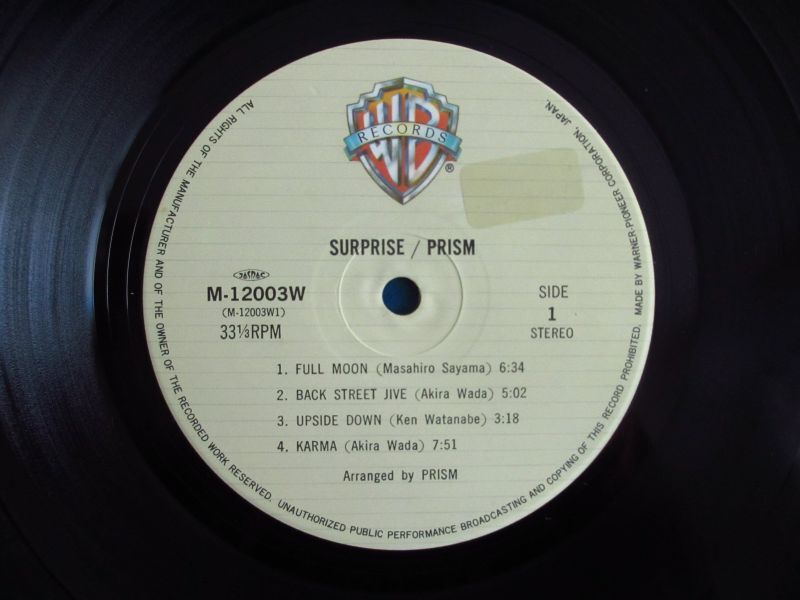 WB
RECORDS
®
SURPRISE / PRISM
JASRAC
M-12003W
(M-12003W1)
33⅓RPM
SIDE
1
STEREO
1. FULL MOON (Masahiro Sayama) 6:34
2. BACK STREET JIVE (Akira Wada) 5:02
3. UPSIDE DOWN (Ken Watanabe) 3:18
4. KARMA (Akira Wada) 7:51
Arranged by PRISM
ALL RIGHTS OF THE MANUFACTURER AND OF THE OWNER OF THE RECORDED WORK RESERVED. UNAUTHORIZED PUBLIC PERFORMANCE BROADCASTING AND COPYING OF THIS RECORD PROHIBITED. MADE BY WARNER-PIONEER CORPORATION, JAPAN.